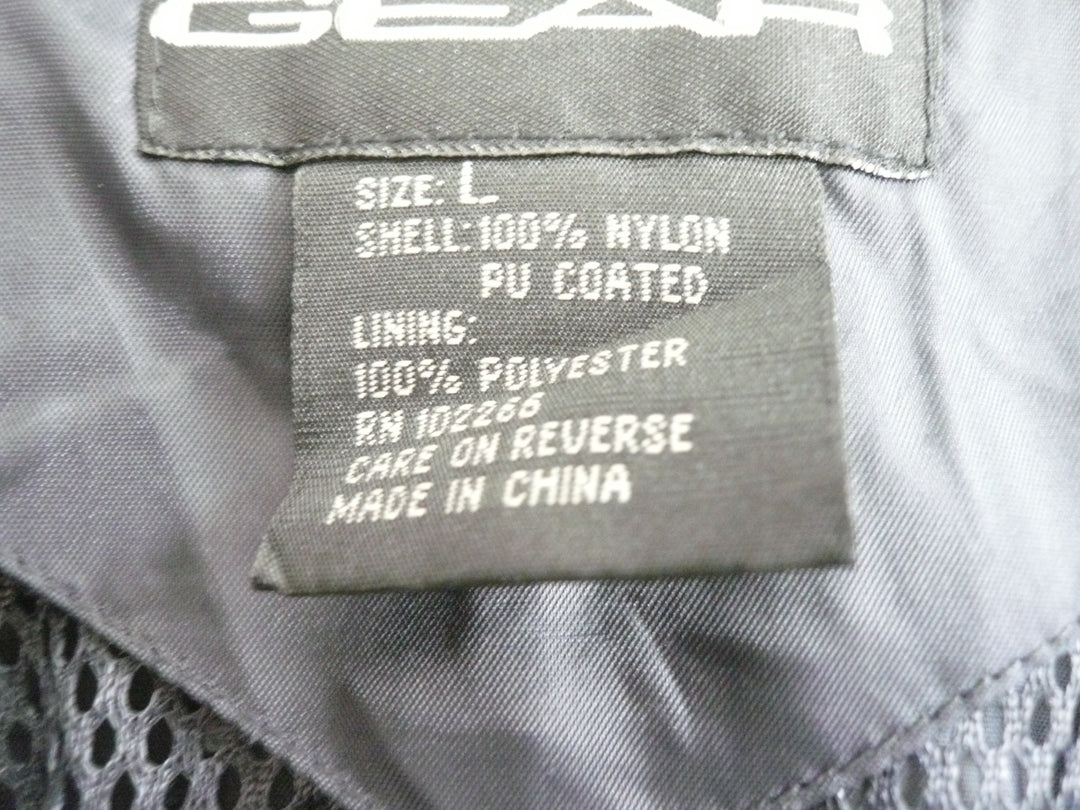 GEAR
SIZE: L
SHELL:100% NYLON
PU COATED
LINING:
100% POLYESTER
RN 102266
CARE ON REVERSE
MADE IN CHINA